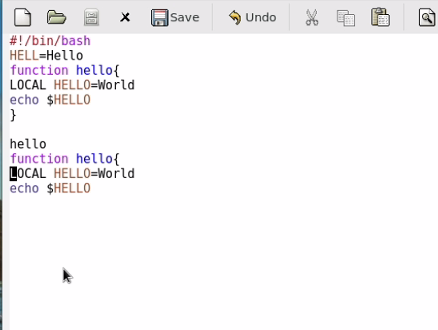 Save Undo
#!/bin/bash
HELL=Hello
function hello{
LOCAL HELLO=World
echo $HELLO
}
hello
function hello{
LOCAL HELLO=World
echo $HELLO